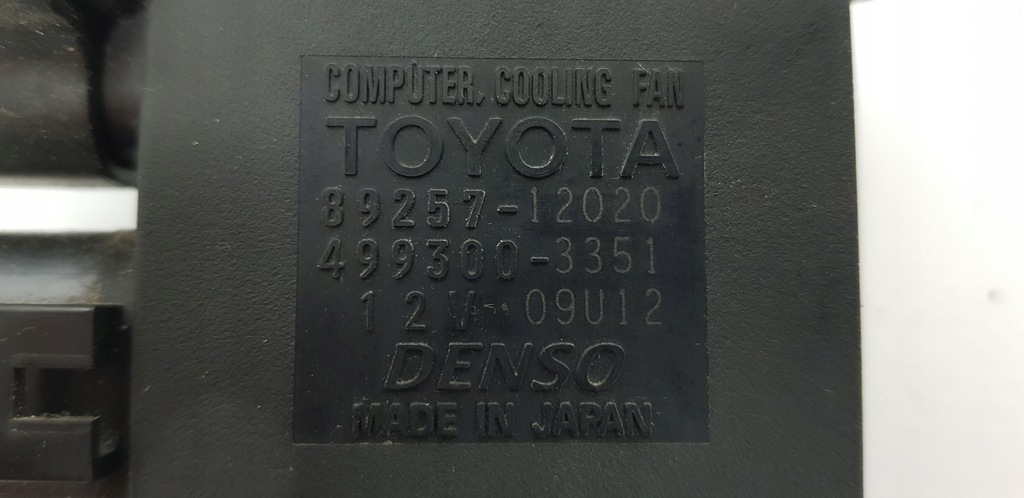 COMPUTER, COOLING FAN
TOYOTA
89257-12020
499300-3351
12V 09U12
DENSO
MADE IN JAPAN